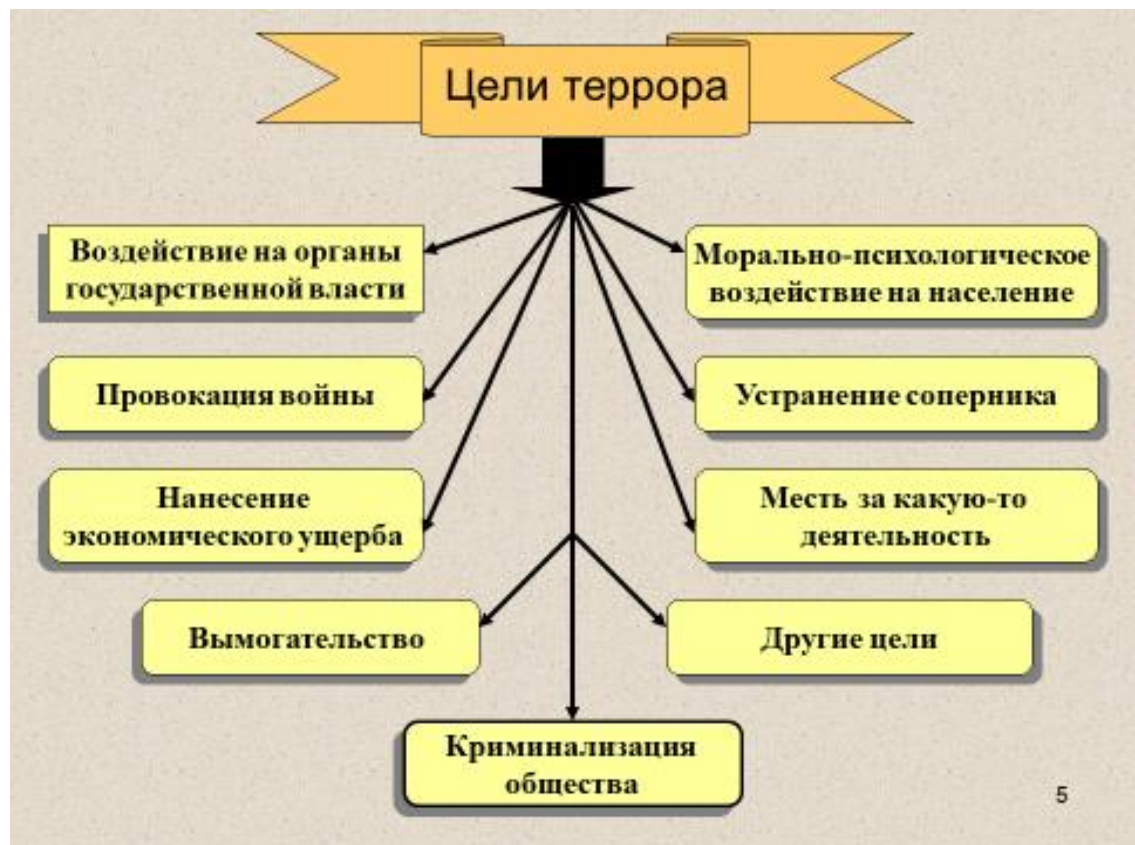 Цели террора
Воздействие на органы
государственной власти
Морально-психологическое
воздействие на население
Провокация войны
Устранение соперника
Нанесение
экономического ущерба
Месть за какую-то
деятельность
Вымогательство
Другие цели
Криминализация
общества
5